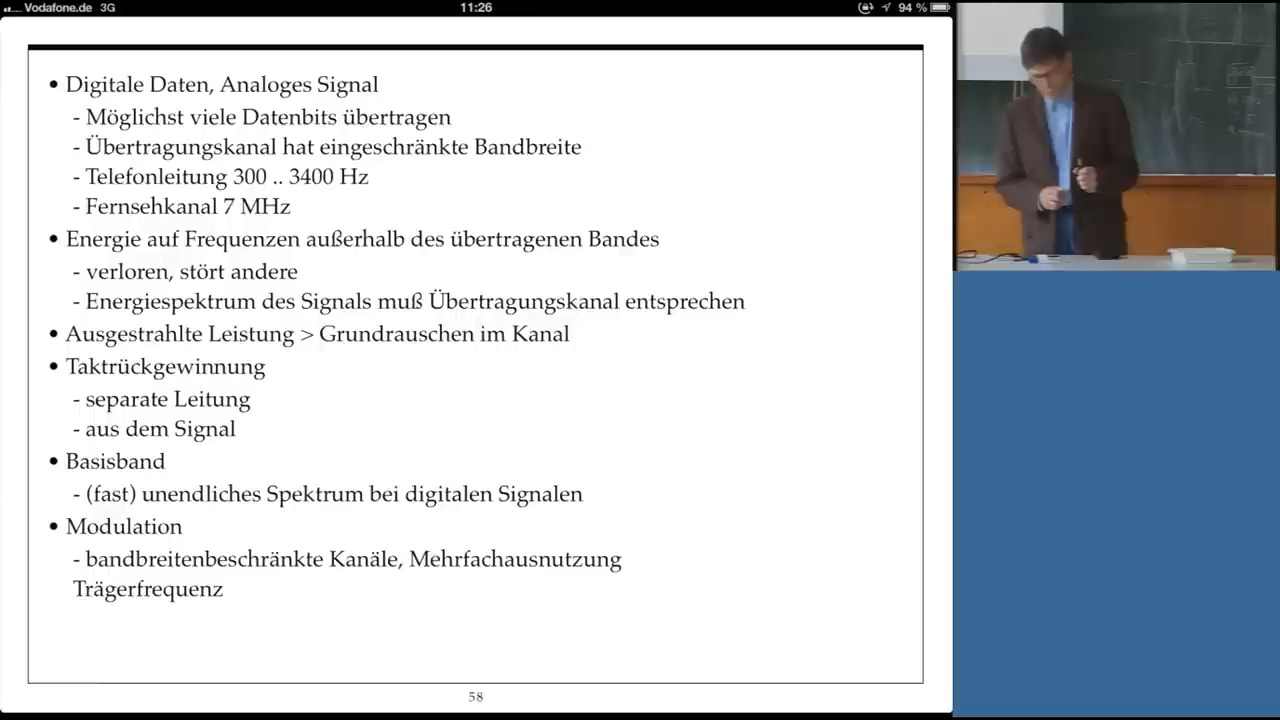 Vodafone.de 3G 11:26 94 %
• Digitale Daten, Analoges Signal
- Möglichst viele Datenbits übertragen
- Übertragungskanal hat eingeschränkte Bandbreite
- Telefonleitung 300 .. 3400 Hz
- Fernsehkanal 7 MHz
• Energie auf Frequenzen außerhalb des übertragenen Bandes
- verloren, stört andere
- Energiespektrum des Signals muß Übertragungskanal entsprechen
• Ausgestrahlte Leistung > Grundrauschen im Kanal
• Taktrückgewinnung
- separate Leitung
- aus dem Signal
• Basisband
- (fast) unendliches Spektrum bei digitalen Signalen
• Modulation
- bandbreitenbeschränkte Kanäle, Mehrfachausnutzung
Trägerfrequenz
58